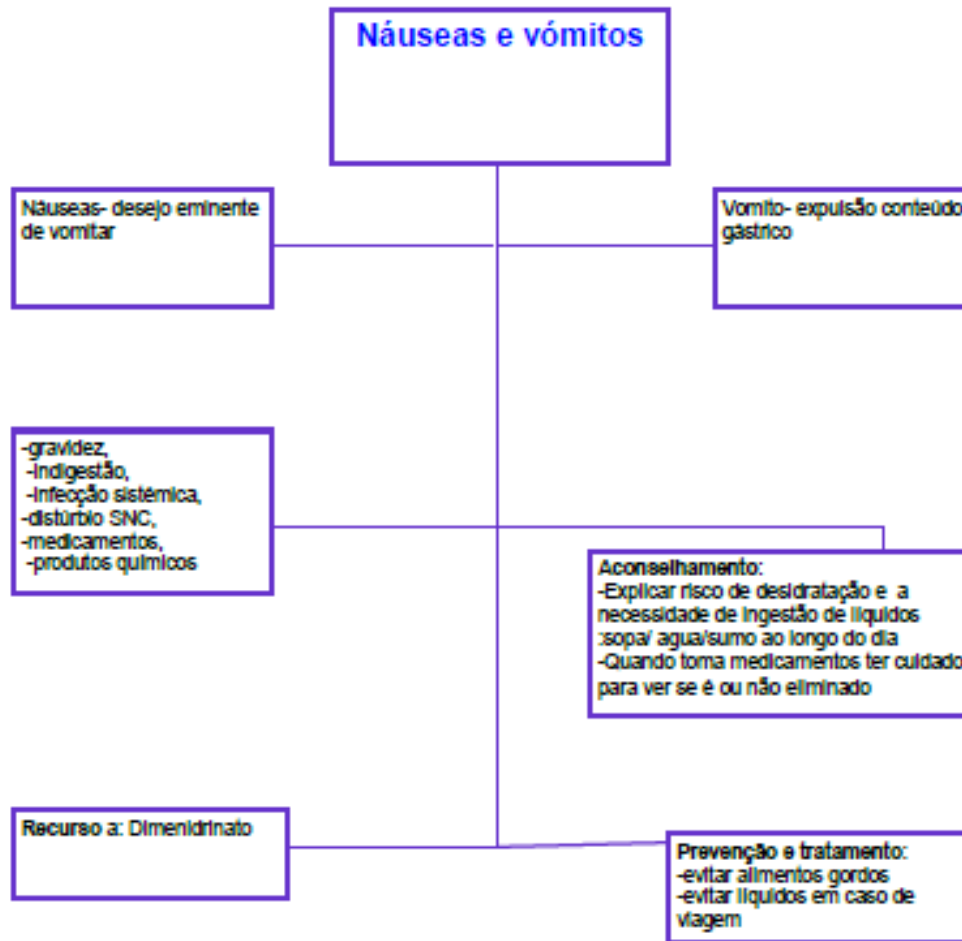 Náuseas e vómitos
Náuseas- desejo eminente
de vomitar
Vomito- expulsão conteúdo
gástrico
-gravidez,
-indigestão,
-infecção sistémica,
-distúrbio SNC,
-medicamentos,
-produtos químicos
Aconselhamento:
-Explicar risco de desidratação e a
necessidade de ingestão de líquidos
:sopa/ agua/sumo ao longo do dia
-Quando toma medicamentos ter cuidado
para ver se é ou não eliminado
Recurso a: Dimenidrinato
Prevenção e tratamento:
-evitar alimentos gordos
-evitar líquidos em caso de
viagem